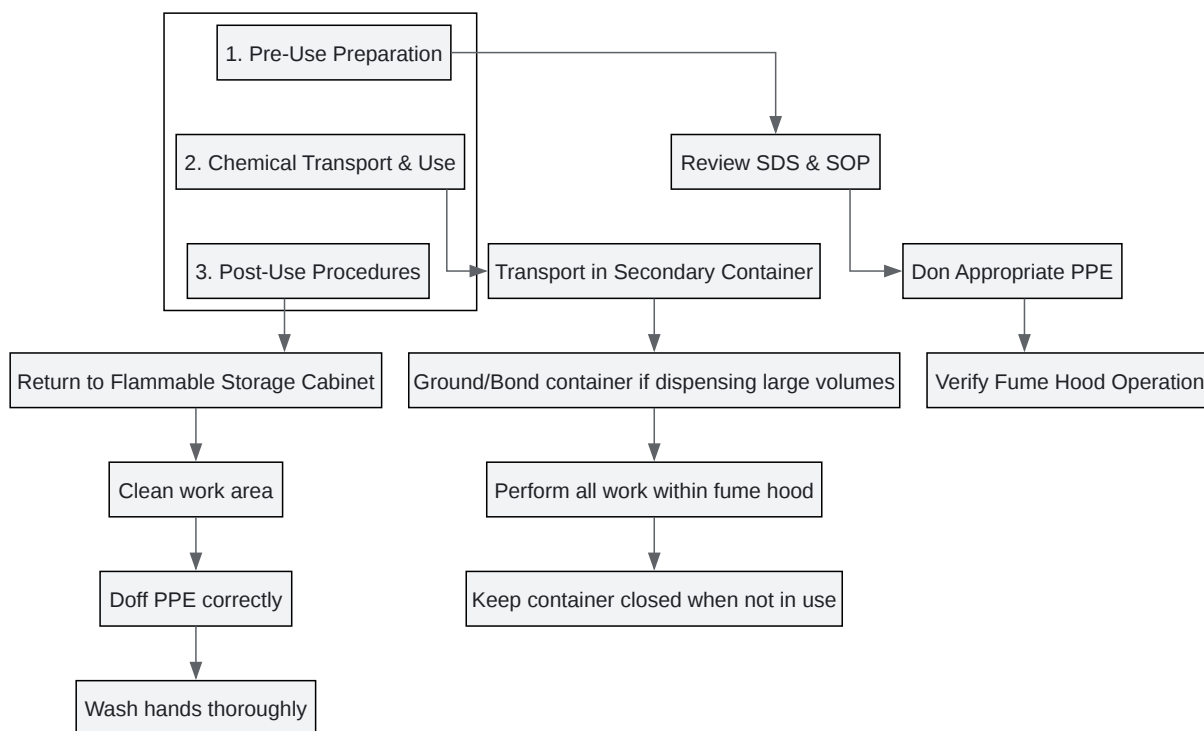 1. Pre-Use Preparation
2. Chemical Transport & Use
Review SDS & SOP
3. Post-Use Procedures
Transport in Secondary Container
Don Appropriate PPE
Return to Flammable Storage Cabinet
Ground/Bond container if dispensing large volumes
Verify Fume Hood Operation
Clean work area
Perform all work within fume hood
Doff PPE correctly
Keep container closed when not in use
Wash hands thoroughly